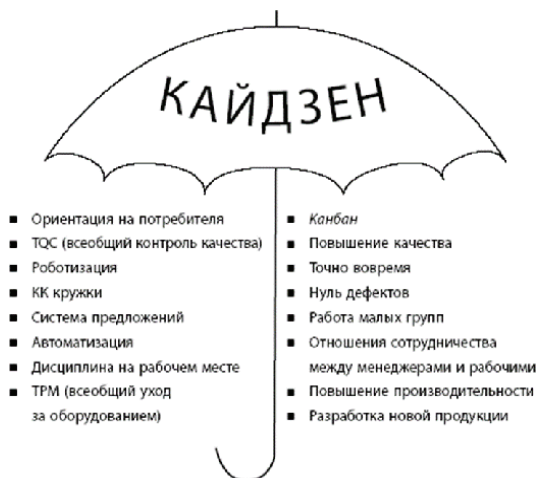 КАЙДЗЕН
■ Ориентация на потребителя
■ TQC (всеобщий контроль качества)
■ Роботизация
■ КК кружки
■ Система предложений
■ Автоматизация
■ Дисциплина на рабочем месте
■ TPM (всеобщий уход
за оборудованием)
■ Канбан
■ Повышение качества
■ Точно вовремя
■ Нуль дефектов
■ Работа малых групп
■ Отношения сотрудничества
между менеджерами и рабочими
■ Повышение производительности
■ Разработка новой продукции